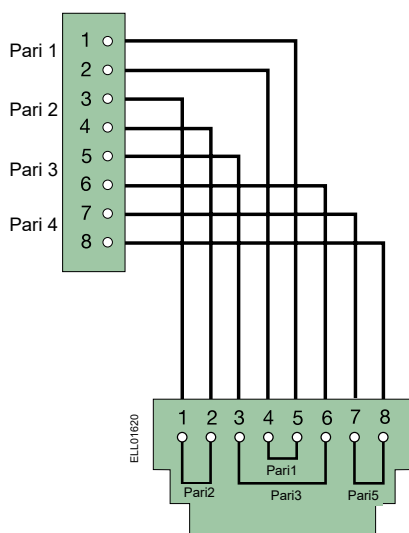 Pari 1
1
2
Pari 2
3
4
Pari 3
5
6
Pari 4
7
8
ELL01620
1 2 3 4 5 6 7 8
Pari1
Pari2 Pari3 Pari5